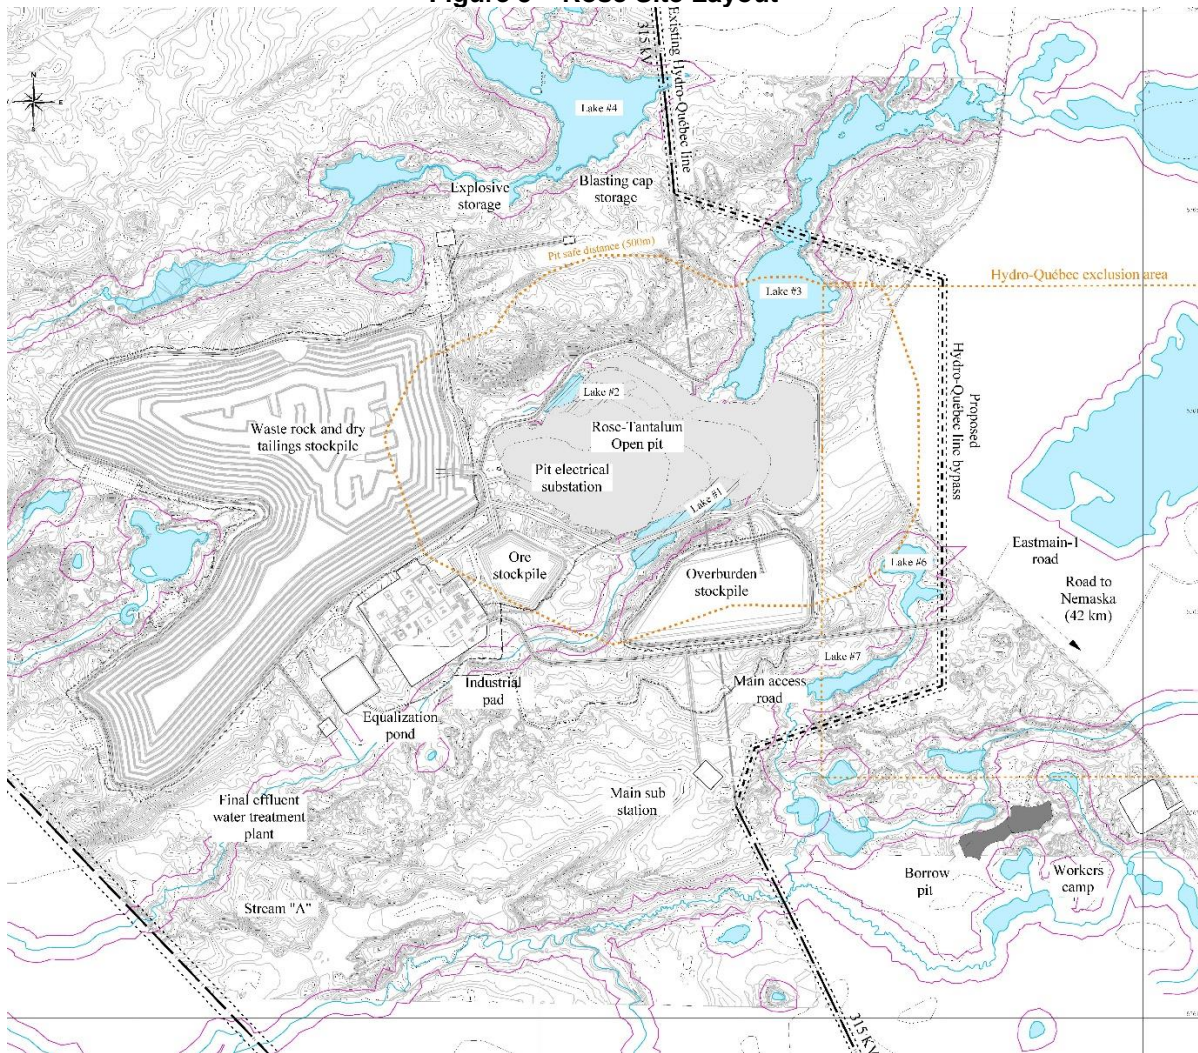 315 KV
Existing Hydro-Québec line
N
E
S
Lake #4
Explosive
storage
Blasting cap
storage
Pit safe distance (500m)
Hydro-Québec exclusion area
Lake #3
Proposed
Hydro-Québec line bypass
Lake #2
Waste rock and dry
tailings stockpile
Rose-Tantalum
Open pit
Pit electrical
substation
Lake #1
Ore
stockpile
Overburden
stockpile
Lake #6
Eastmain-1
road
Road to
Nemaska
(42 km)
Lake #7
Industrial
pad
Main access
road
Equalization
pond
Main sub
station
Final effluent
water treatment
plant
Borrow
pit
Workers
camp
Stream "A"
315 KV